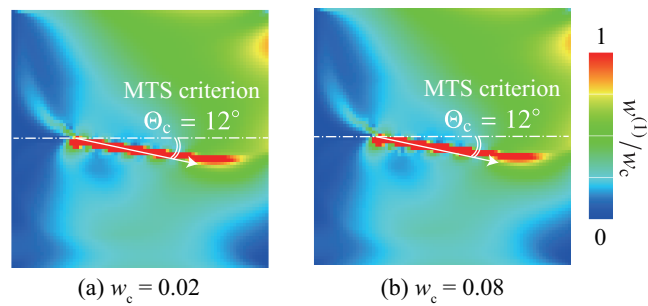 MTS criterion
Θc = 12°
MTS criterion
Θc = 12°
1
w′(1)/wc
0
(a) wc = 0.02
(b) wc = 0.08